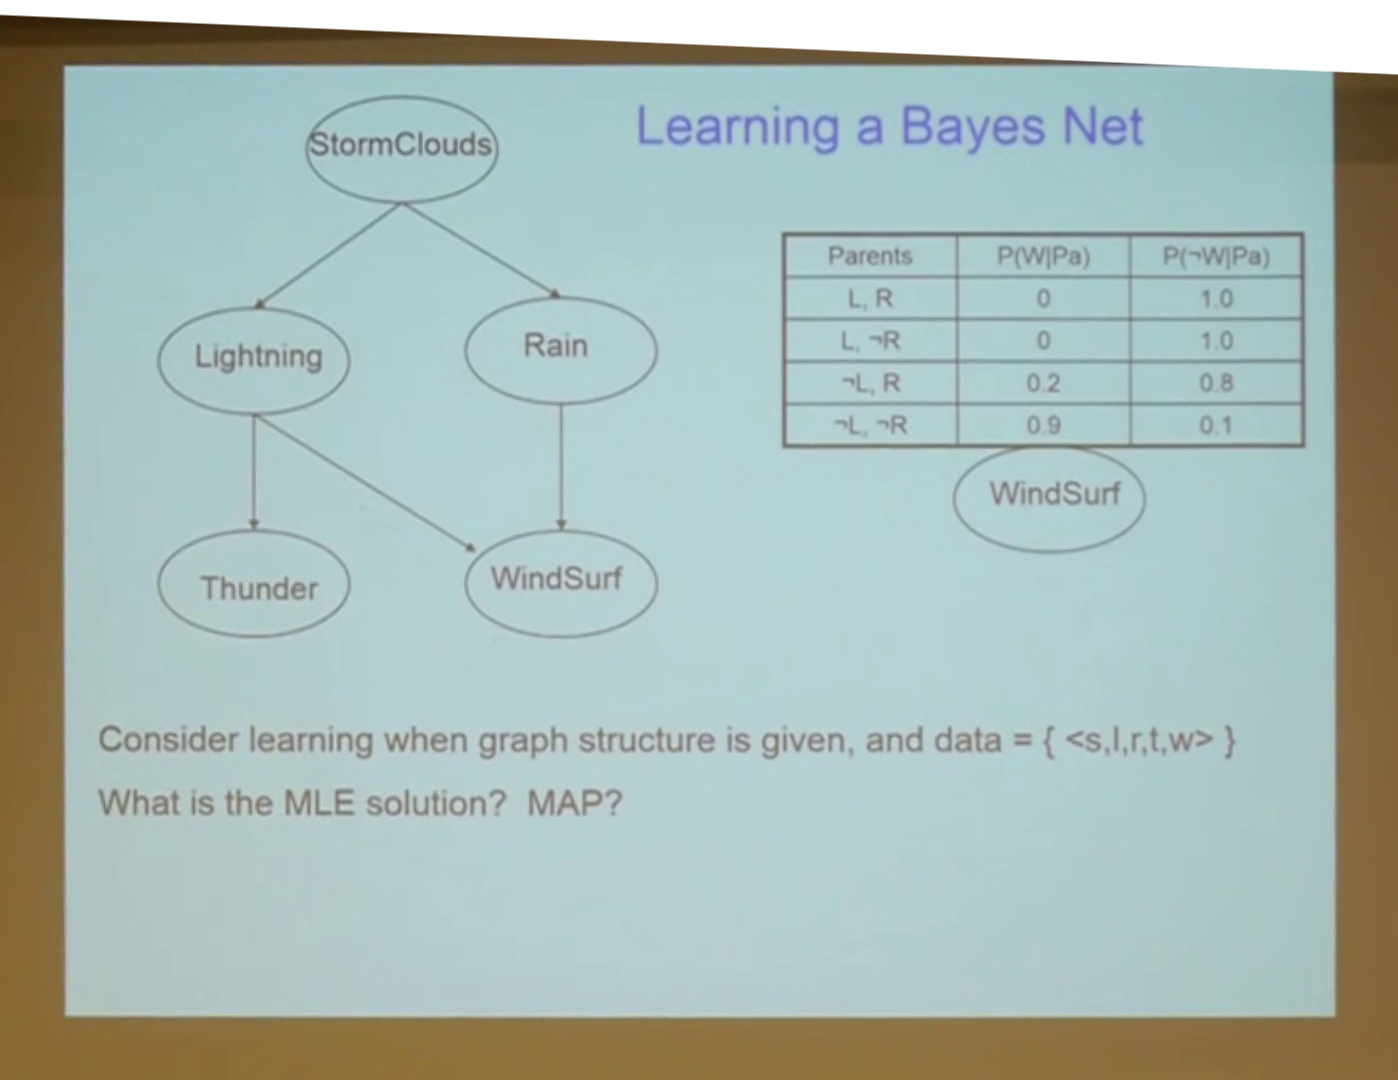 Learning a Bayes Net
StormClouds
Lightning
Rain
Thunder
WindSurf
Parents P(W|Pa) P(¬W|Pa)
L, R 0 1.0
L, ¬R 0 1.0
¬L, R 0.2 0.8
¬L, ¬R 0.9 0.1
WindSurf
Consider learning when graph structure is given, and data = { <s,l,r,t,w> }
What is the MLE solution? MAP?